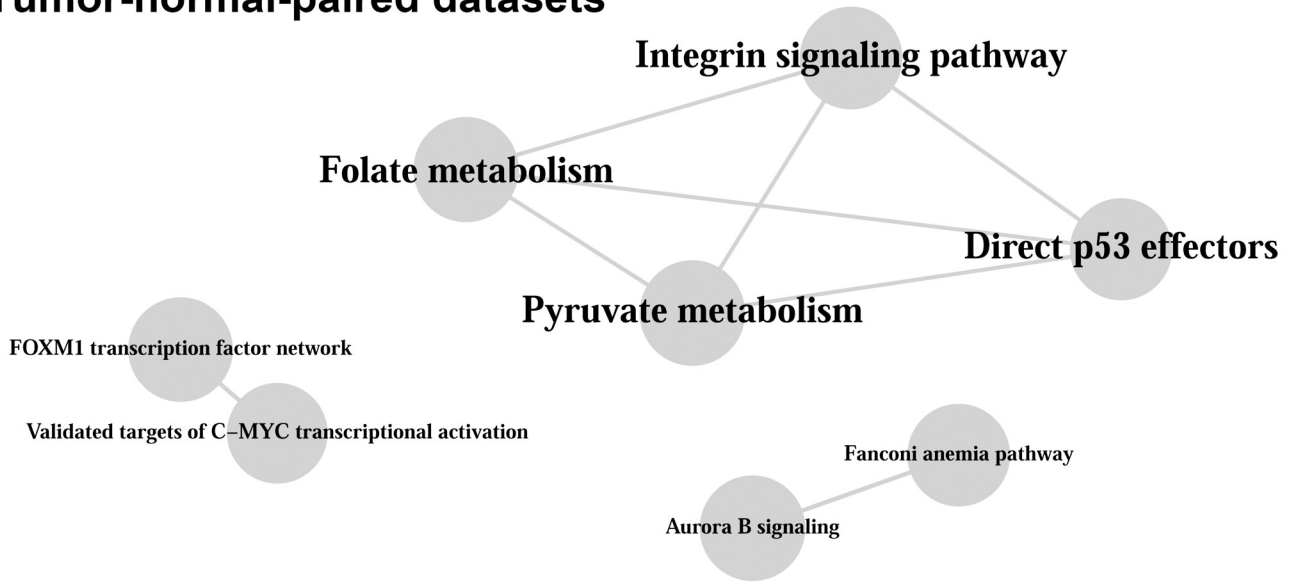 Tumor-normal-paired datasets
Integrin signaling pathway
Folate metabolism
Direct p53 effectors
Pyruvate metabolism
FOXM1 transcription factor network
Validated targets of C−MYC transcriptional activation
Fanconi anemia pathway
Aurora B signaling